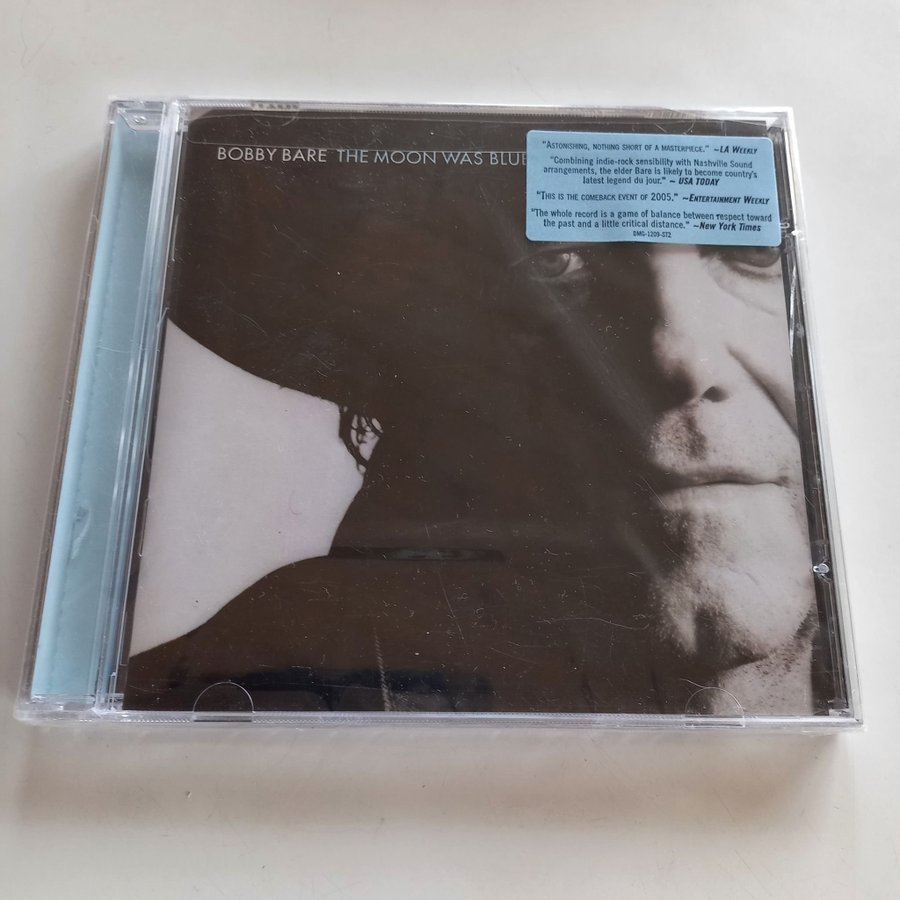 BOBBY BARE THE MOON WAS BLUE
"ASTONISHING, NOTHING SHORT OF A MASTERPIECE." ~LA WEEKLY
"Combining indie-rock sensibility with Nashville Sound
arrangements, the elder Bare is likely to become country's
latest legend du jour." ~ USA TODAY
"THIS IS THE COMEBACK EVENT OF 2005." ~ENTERTAINMENT WEEKLY
"The whole record is a game of balance between respect toward
the past and a little critical distance." ~New York Times
DMG-1209-ST2